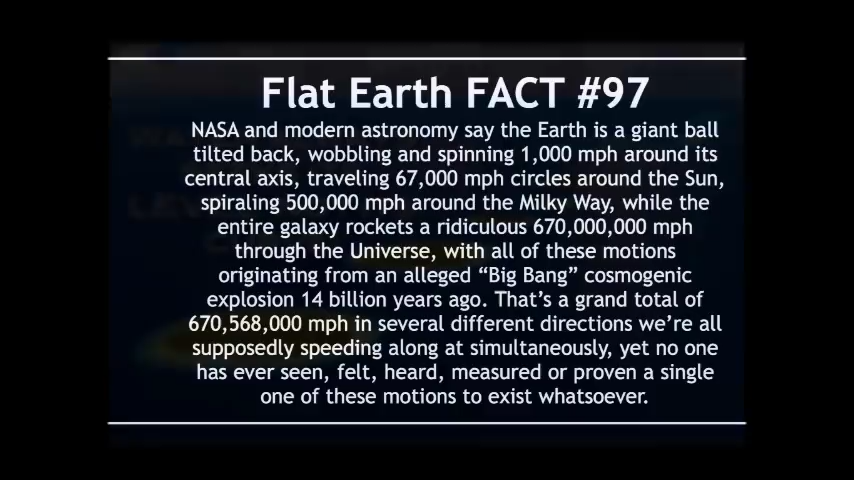 Flat Earth FACT #97
NASA and modern astronomy say the Earth is a giant ball
tilted back, wobbling and spinning 1,000 mph around its
central axis, traveling 67,000 mph circles around the Sun,
spiraling 500,000 mph around the Milky Way, while the
entire galaxy rockets a ridiculous 670,000,000 mph
through the Universe, with all of these motions
originating from an alleged “Big Bang” cosmogenic
explosion 14 billion years ago. That’s a grand total of
670,568,000 mph in several different directions we’re all
supposedly speeding along at simultaneously, yet no one
has ever seen, felt, heard, measured or proven a single
one of these motions to exist whatsoever.